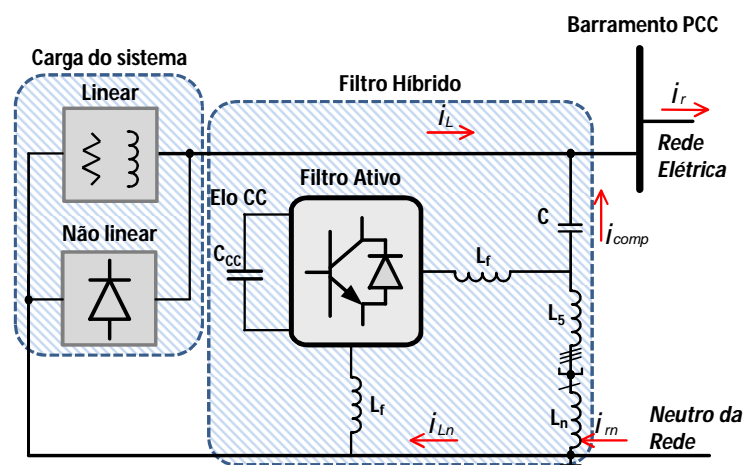 Barramento PCC
Carga do sistema
Linear
Filtro Híbrido
i_L
i_r
Rede
Elétrica
Filtro Ativo
Elo CC
C
i_comp
Não linear
C_CC
L_f
L_5
L_f
L_n
i_Ln
i_rn
Neutro da
Rede